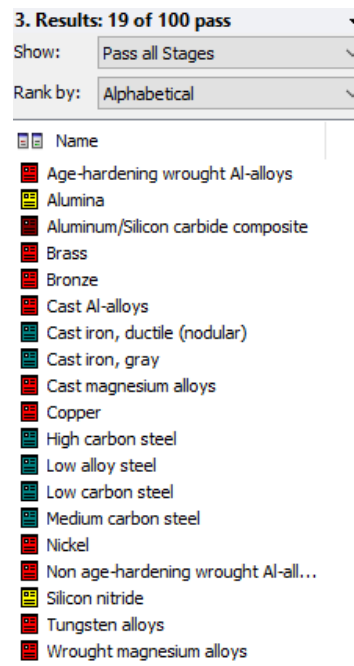 3. Results: 19 of 100 pass
Show: Pass all Stages
Rank by: Alphabetical
Name
Age-hardening wrought Al-alloys
Alumina
Aluminum/Silicon carbide composite
Brass
Bronze
Cast Al-alloys
Cast iron, ductile (nodular)
Cast iron, gray
Cast magnesium alloys
Copper
High carbon steel
Low alloy steel
Low carbon steel
Medium carbon steel
Nickel
Non age-hardening wrought Al-all...
Silicon nitride
Tungsten alloys
Wrought magnesium alloys